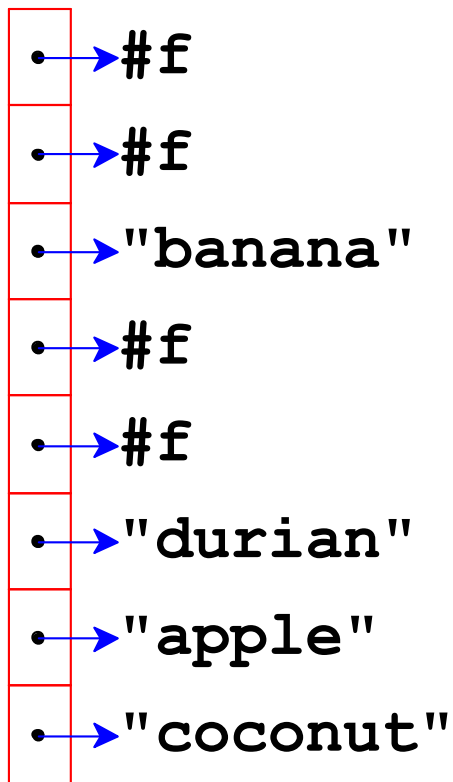 #f
#f
"banana"
#f
#f
"durian"
"apple"
"coconut"